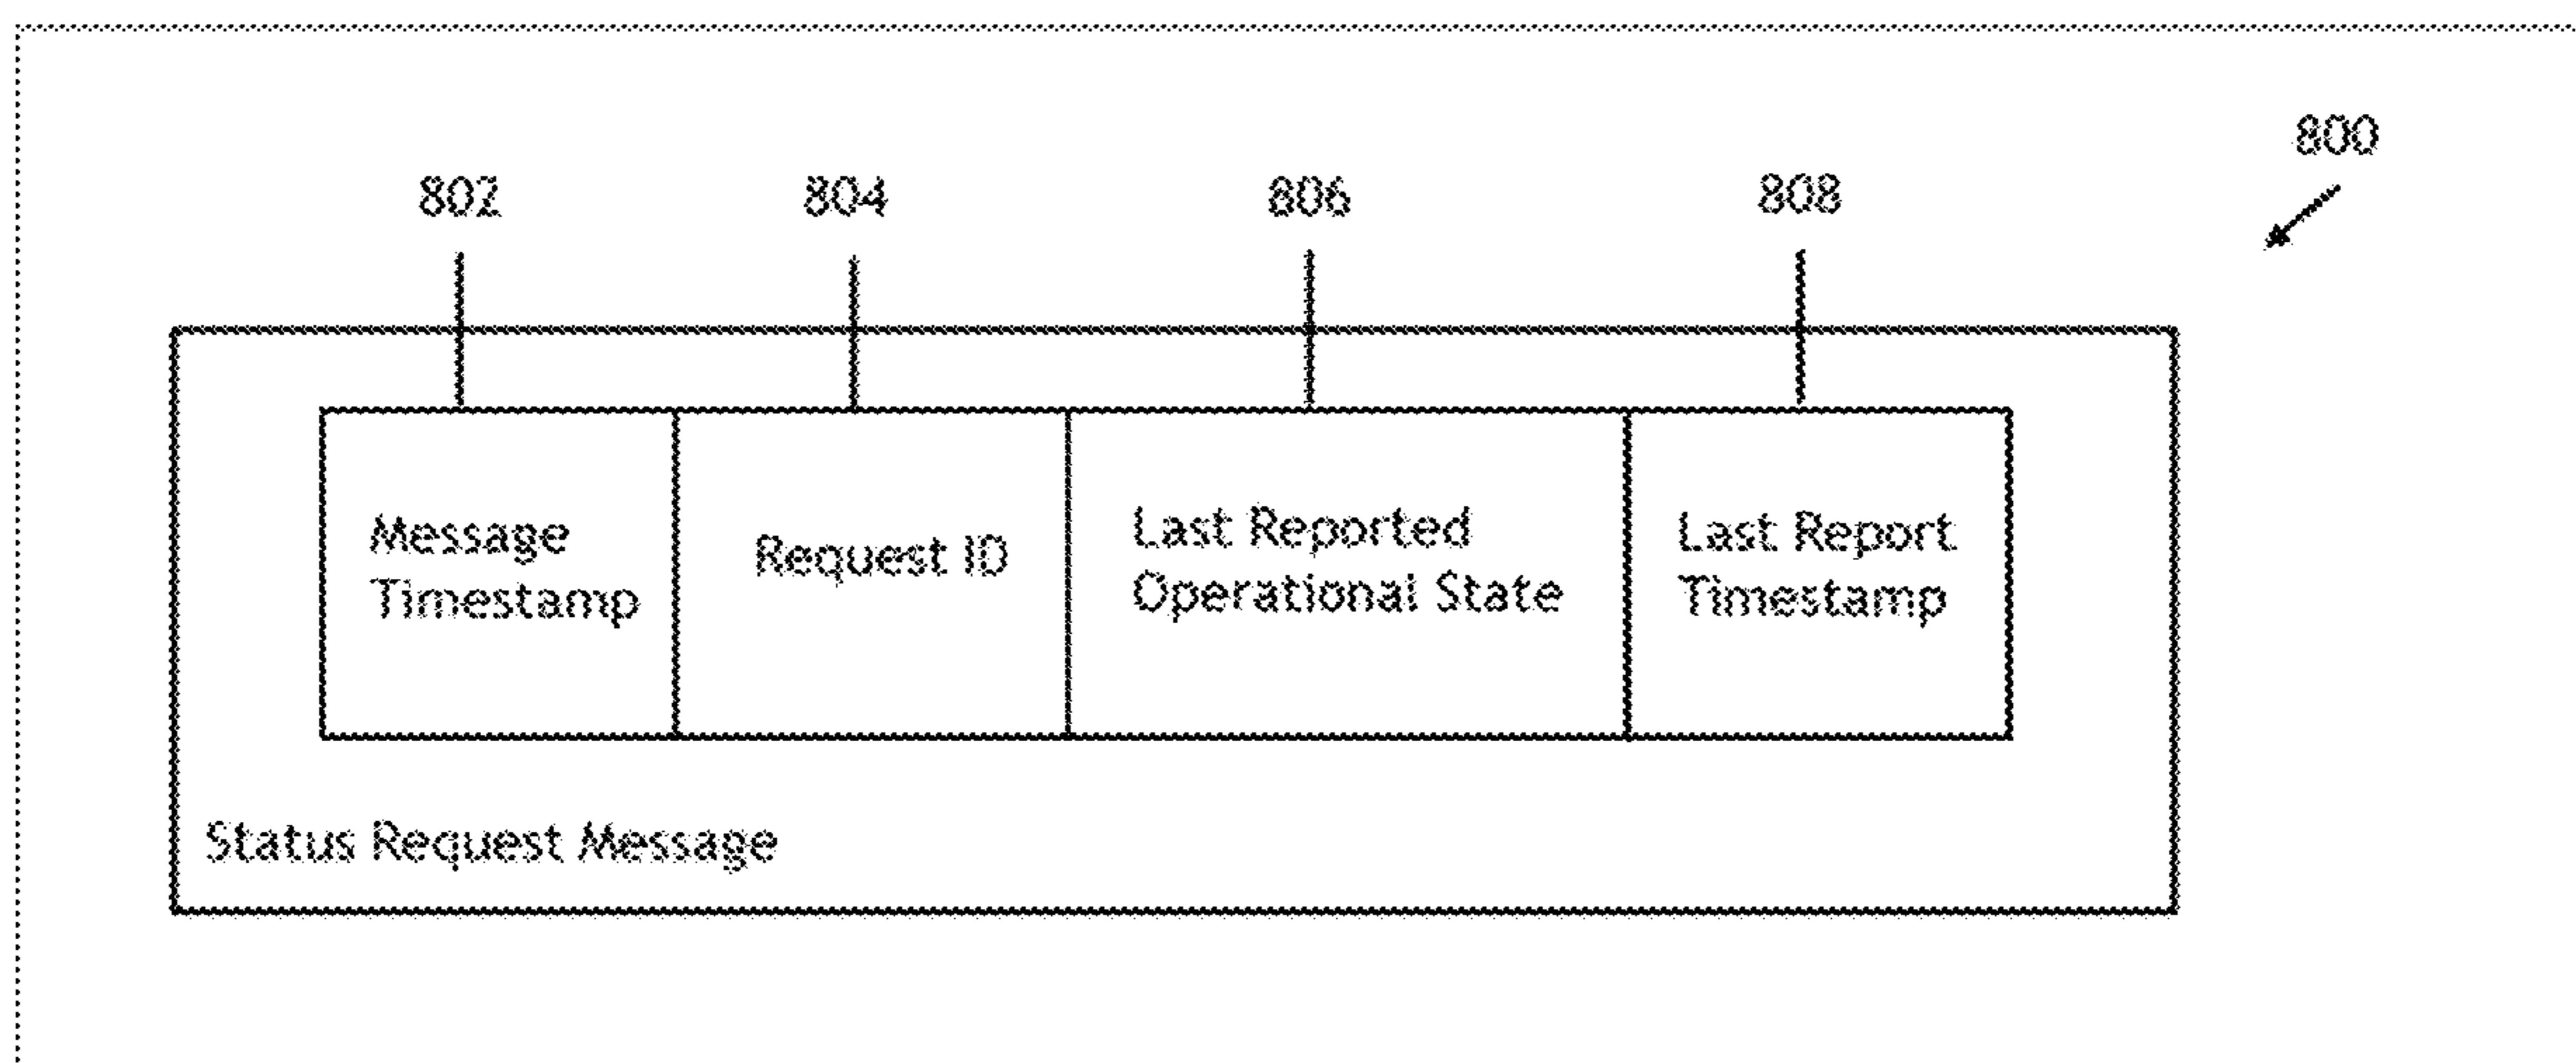 800
802
804
806
808
Message
Timestamp
Request ID
Last Reported
Operational State
Last Report
Timestamp
Status Request Message